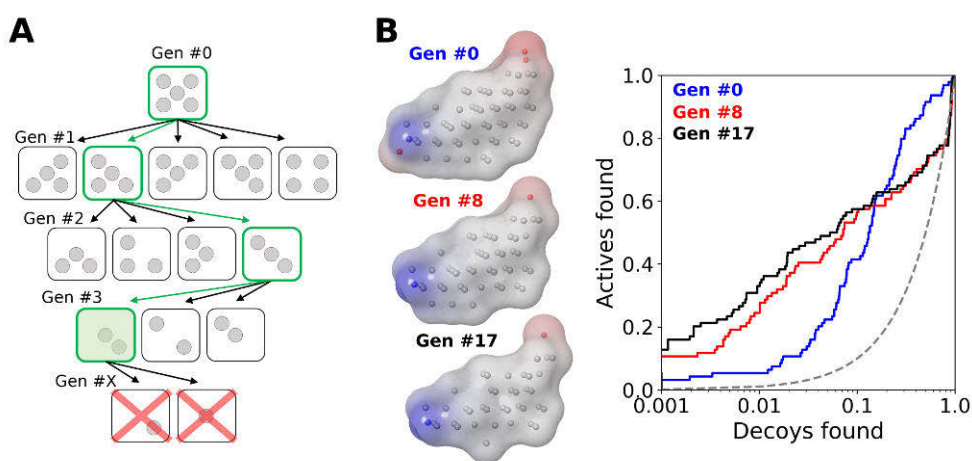 A
Gen #0
Gen #1
Gen #2
Gen #3
Gen #X
B
Gen #0
Gen #8
Gen #17
Gen #0
Gen #8
Gen #17
Actives found
1.0
0.8
0.6
0.4
0.2
0.0
0.001
0.01
0.1
1.0
Decoys found